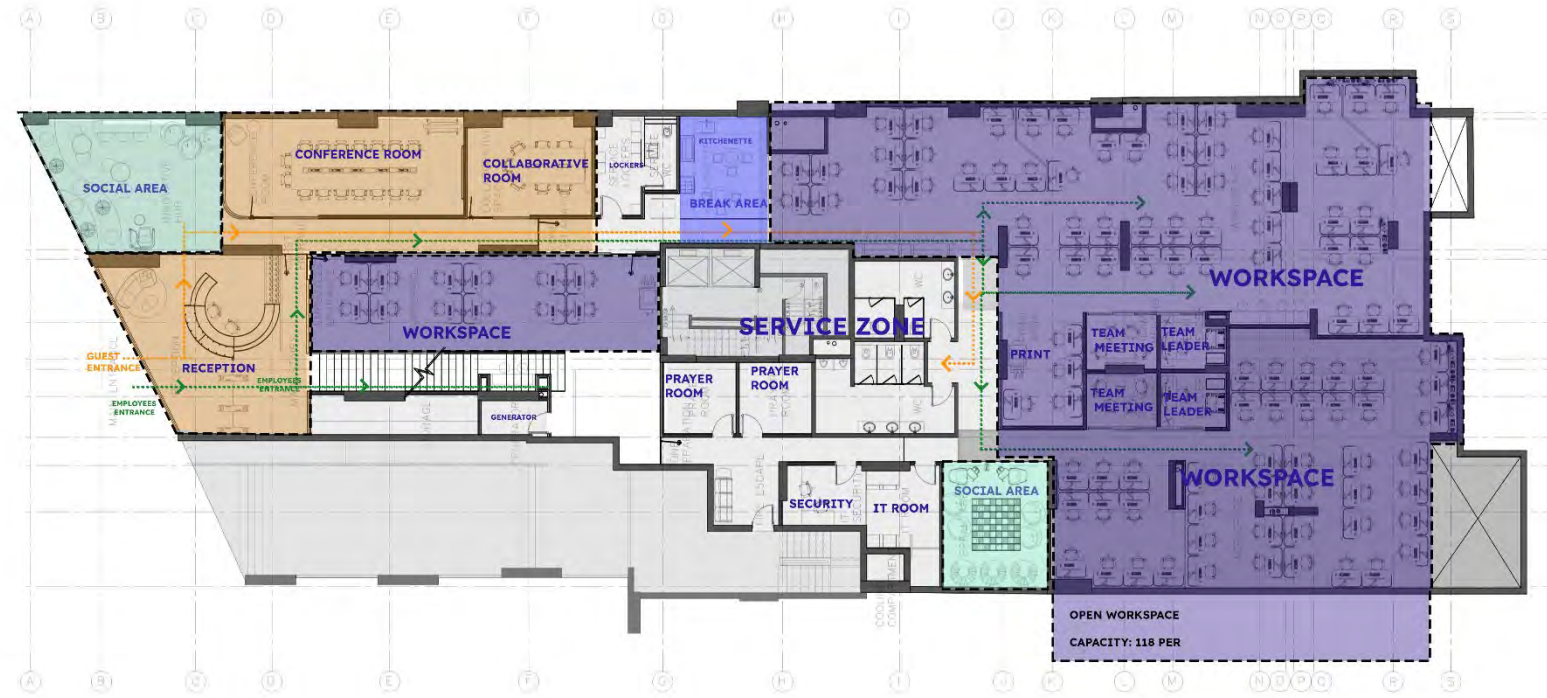 A B C D E F G H I J K L M N O P Q R S
CONFERENCE ROOM
COLLABORATIVE
ROOM
LOCKERS
KITCHENETTE
SOCIAL AREA
BREAK AREA
WORKSPACE
WORKSPACE
SERVICE ZONE
WC
GUEST
ENTRANCE
RECEPTION
EMPLOYEES
ENTRANCE
EMPLOYEES
ENTRANCE
PRAYER
ROOM
PRAYER
ROOM
PRINT
TEAM
MEETING
TEAM
LEADER
TEAM
MEETING
TEAM
LEADER
GENERATOR
WC
WORKSPACE
SECURITY
IT ROOM
SOCIAL AREA
OPEN WORKSPACE
CAPACITY: 118 PER
A B C D E F G H I J K L M N O P Q R S